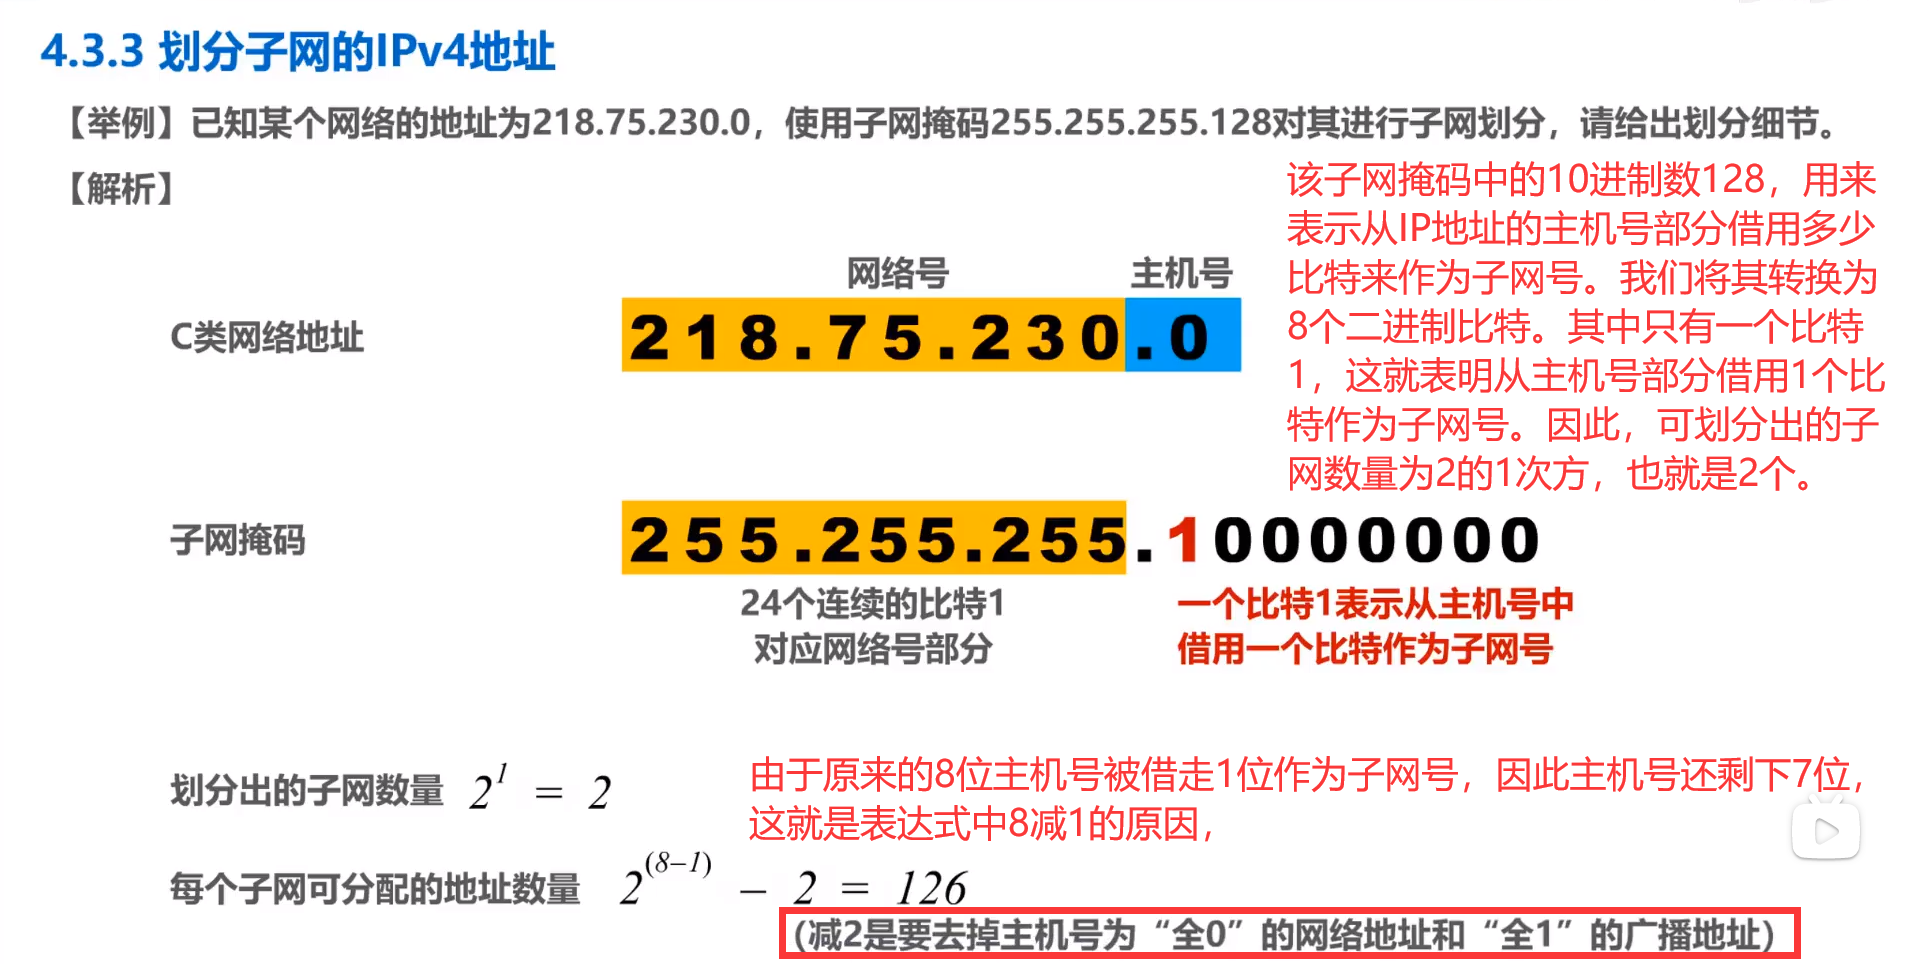 4.3.3 划分子网的IPv4地址
【举例】已知某个网络的地址为218.75.230.0，使用子网掩码255.255.255.128对其进行子网划分，请给出划分细节。
【解析】
该子网掩码中的10进制数128，用来
表示从IP地址的主机号部分借用多少
比特来作为子网号。我们将其转换为
8个二进制比特。其中只有一个比特
1，这就表明从主机号部分借用1个比
特作为子网号。因此，可划分出的子
网数量为2的1次方，也就是2个。
网络号 主机号
C类网络地址 218.75.230.0
子网掩码 255.255.255.10000000
24个连续的比特1
对应网络号部分
一个比特1表示从主机号中
借用一个比特作为子网号
划分出的子网数量 2^1 = 2
由于原来的8位主机号被借走1位作为子网号，因此主机号还剩下7位，
这就是表达式中8减1的原因，
每个子网可分配的地址数量 2^(8−1) − 2 = 126
（减2是要去掉主机号为“全0”的网络地址和“全1”的广播地址）